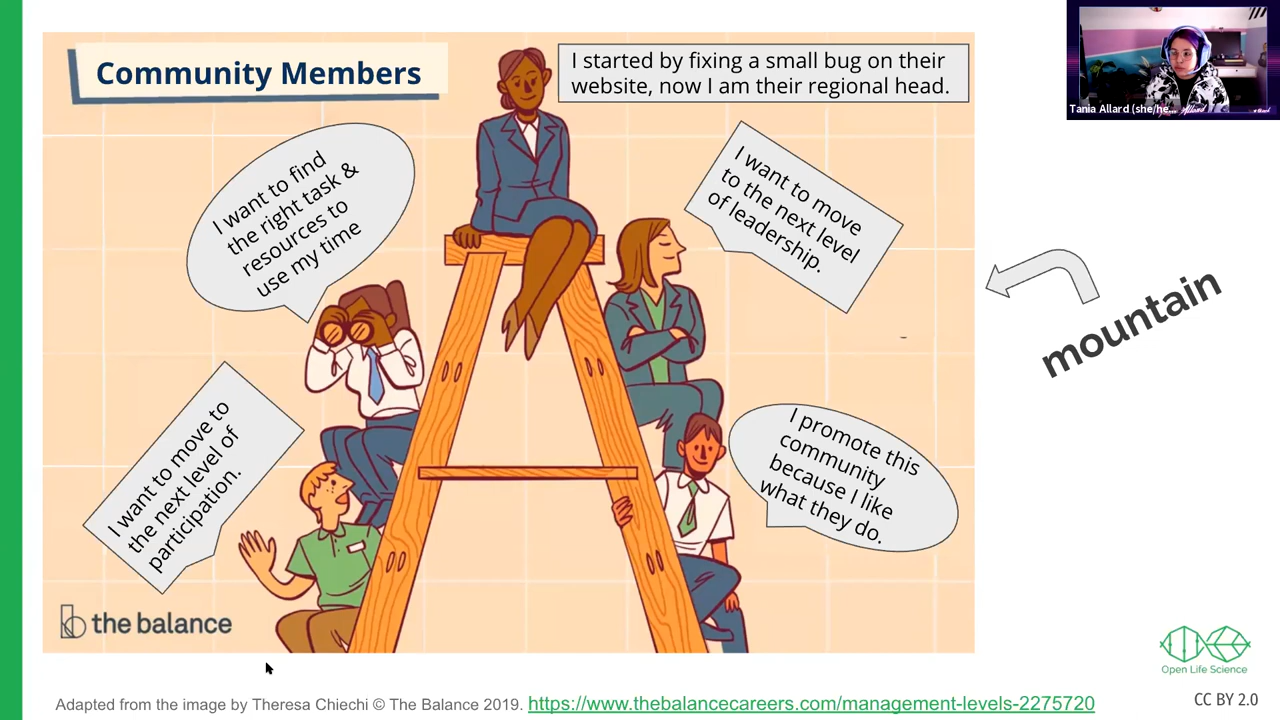 Community Members
I started by fixing a small bug on their
website, now I am their regional head.
I want to find
the right task &
resources to
use my time
I want to move
to the next level
of leadership.
mountain
I want to move to
the next level of
participation.
I promote this
community
because I like
what they do.
the balance
Tania Allard (she/he...
Open Life Science
Adapted from the image by Theresa Chiechi © The Balance 2019. https://www.thebalancecareers.com/management-levels-2275720
CC BY 2.0